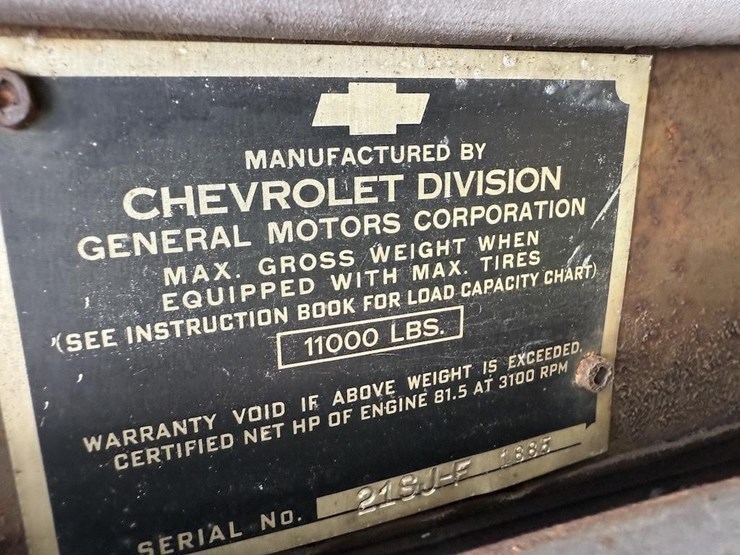 MANUFACTURED BY
CHEVROLET DIVISION
GENERAL MOTORS CORPORATION
MAX. GROSS WEIGHT WHEN
EQUIPPED WITH MAX. TIRES
(SEE INSTRUCTION BOOK FOR LOAD CAPACITY CHART)
11000 LBS.
WARRANTY VOID IF ABOVE WEIGHT IS EXCEEDED.
CERTIFIED NET HP OF ENGINE 81.5 AT 3100 RPM
SERIAL NO. 21SJ-F